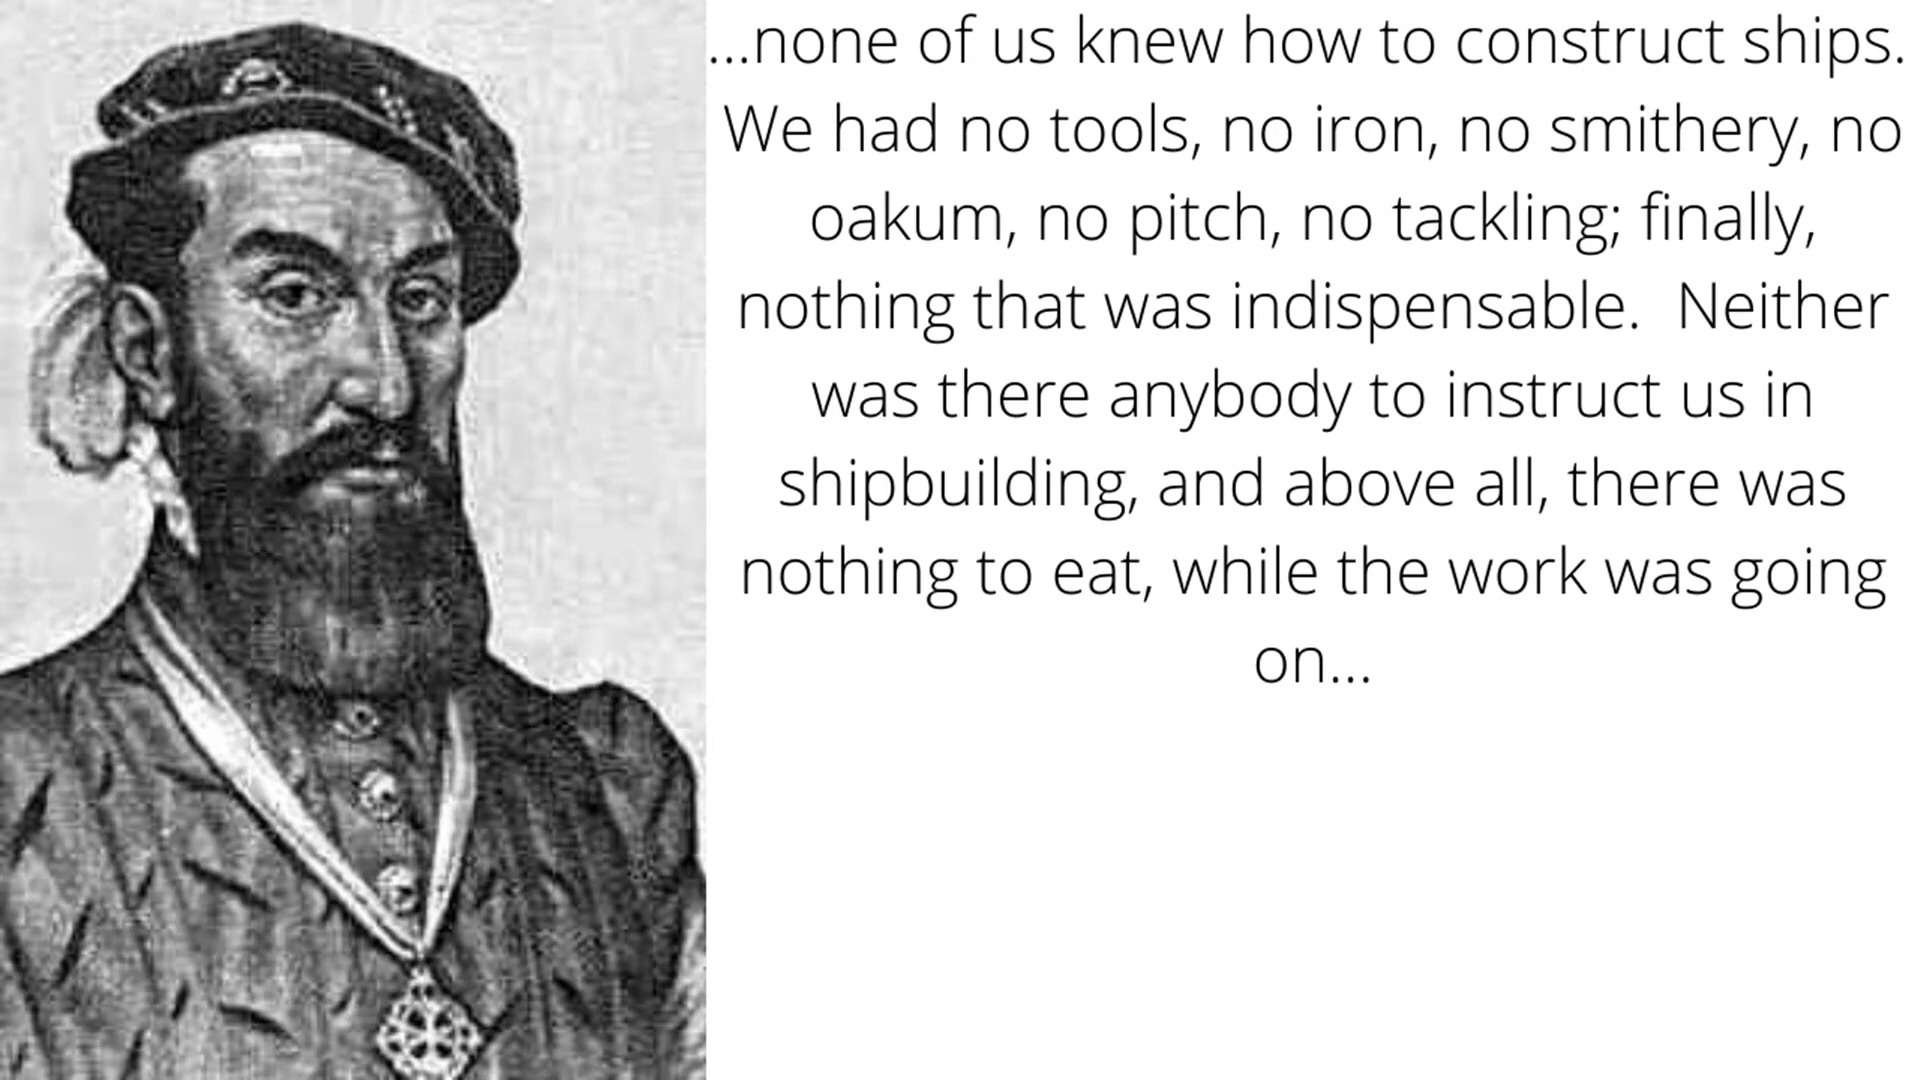 ...none of us knew how to construct ships.
We had no tools, no iron, no smithery, no
oakum, no pitch, no tackling; finally,
nothing that was indispensable.  Neither
was there anybody to instruct us in
shipbuilding, and above all, there was
nothing to eat, while the work was going
on...